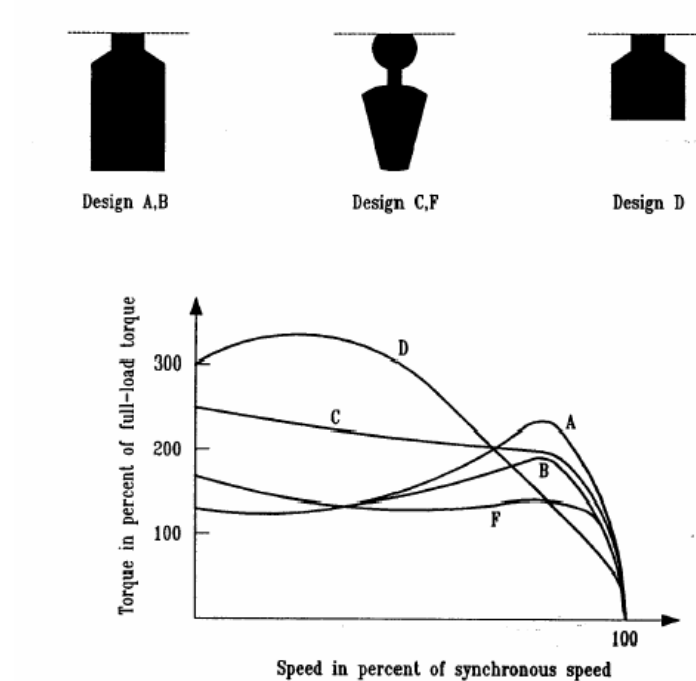 Design A,B
Design C,F
Design D
Torque in percent of full-load torque
300
200
100
D
C
A
B
F
100
Speed in percent of synchronous speed